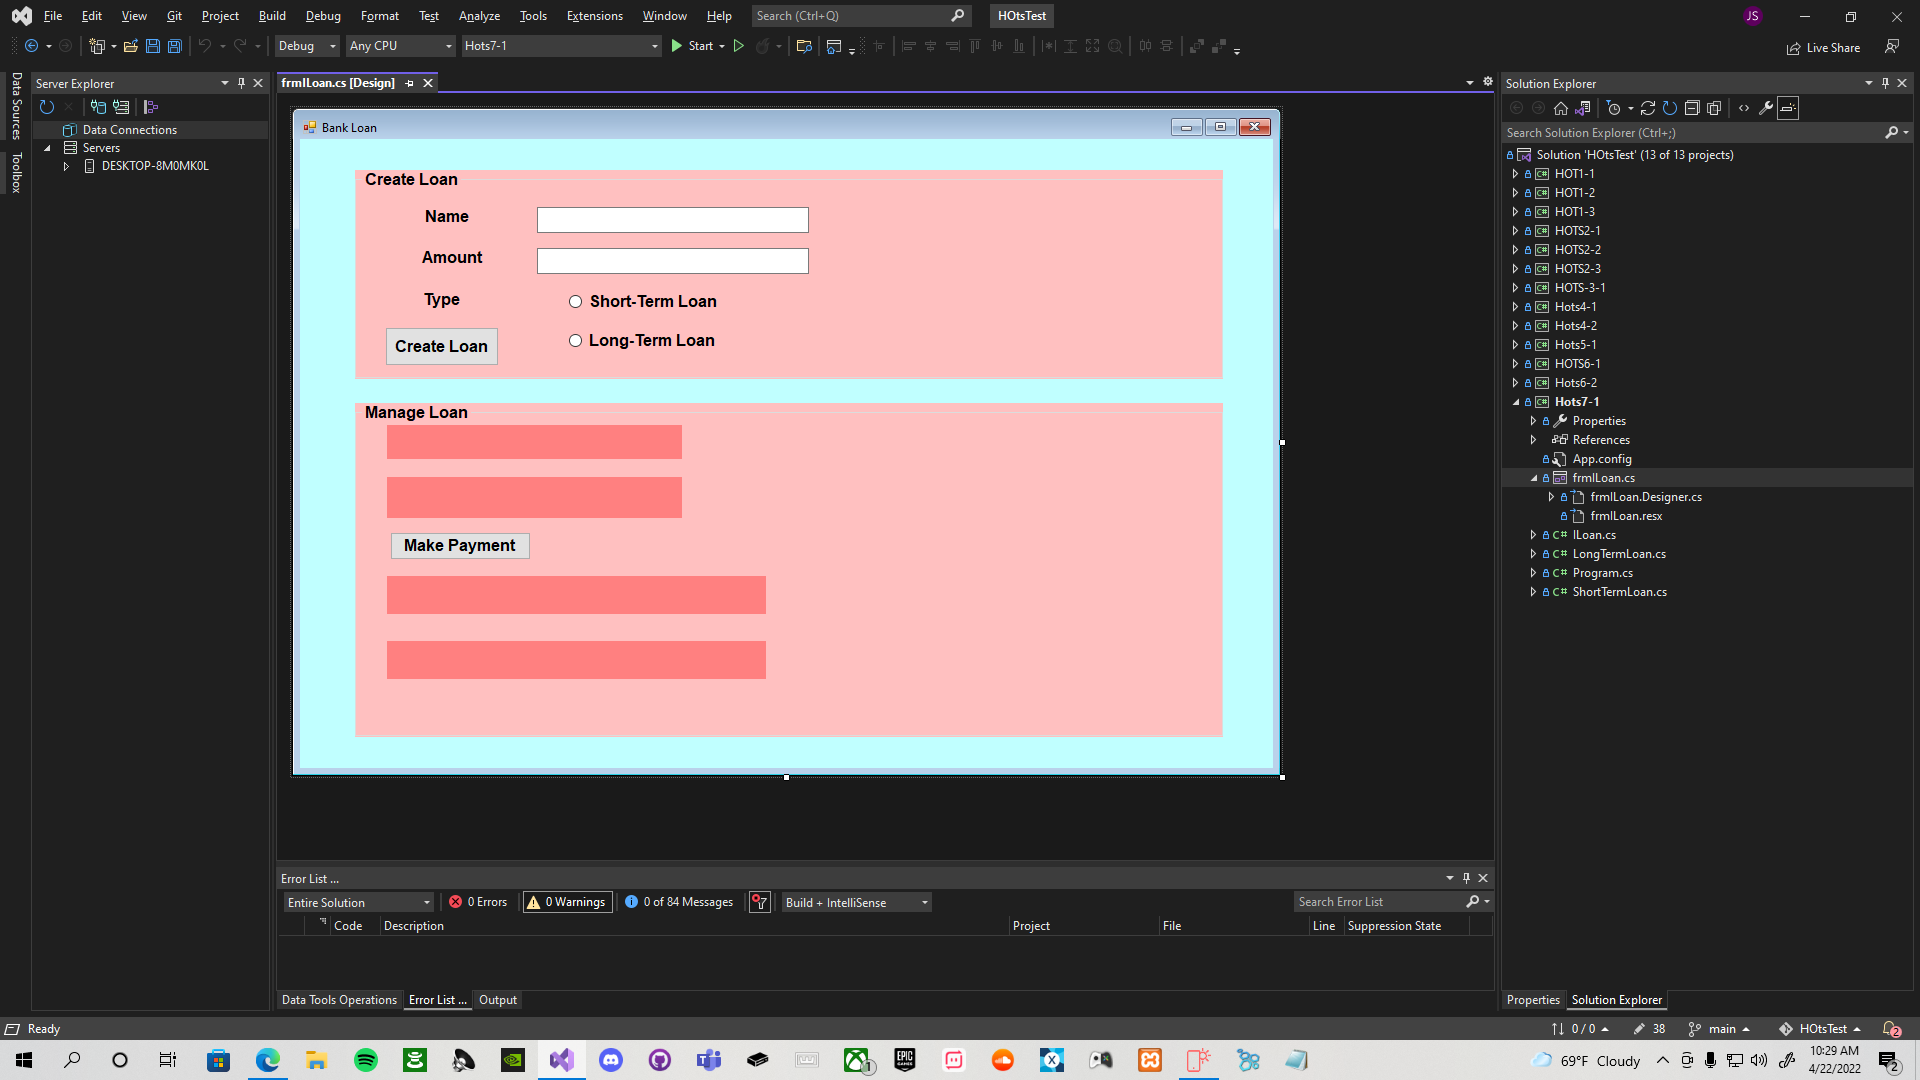 File Edit View Git Project Build Debug Format Test Analyze Tools Extensions Window Help Search (Ctrl+Q) HOtsTest JS
Debug Any CPU Hots7-1 Start Live Share
Data Sources
Toolbox
Server Explorer
Data Connections
Servers
DESKTOP-8M0MK0L
frmlLoan.cs [Design]
Bank Loan
Create Loan
Name
Amount
Type
Short-Term Loan
Long-Term Loan
Create Loan
Manage Loan
Make Payment
Error List ...
Entire Solution 0 Errors 0 Warnings 0 of 84 Messages Build + IntelliSense Search Error List
Code Description Project File Line Suppression State
Data Tools Operations Error List ... Output
Solution Explorer
Search Solution Explorer (Ctrl+;)
Solution 'HOtsTest' (13 of 13 projects)
C# HOT1-1
C# HOT1-2
C# HOT1-3
C# HOTS2-1
C# HOTS2-2
C# HOTS2-3
C# HOTS-3-1
C# Hots4-1
C# Hots4-2
C# Hots5-1
C# HOTS6-1
C# Hots6-2
C# Hots7-1
Properties
References
App.config
frmlLoan.cs
frmlLoan.Designer.cs
frmlLoan.resx
C# ILoan.cs
C# LongTermLoan.cs
C# Program.cs
C# ShortTermLoan.cs
Properties Solution Explorer
Ready 0 / 0 38 main HOtsTest 2
EPIC GAMES 1 69°F Cloudy 10:29 AM
4/22/2022 2